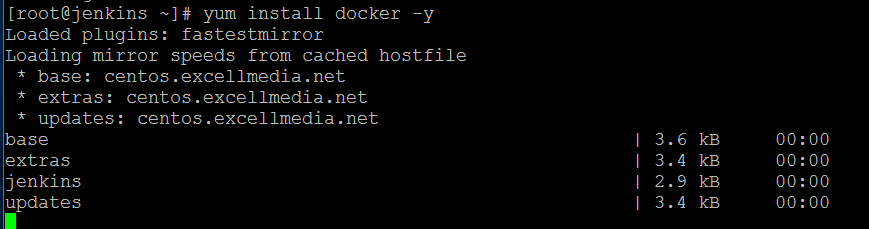 [root@jenkins ~]# yum install docker -y
Loaded plugins: fastestmirror
Loading mirror speeds from cached hostfile
 * base: centos.excellmedia.net
 * extras: centos.excellmedia.net
 * updates: centos.excellmedia.net
base | 3.6 kB 00:00
extras | 3.4 kB 00:00
jenkins | 2.9 kB 00:00
updates | 3.4 kB 00:00